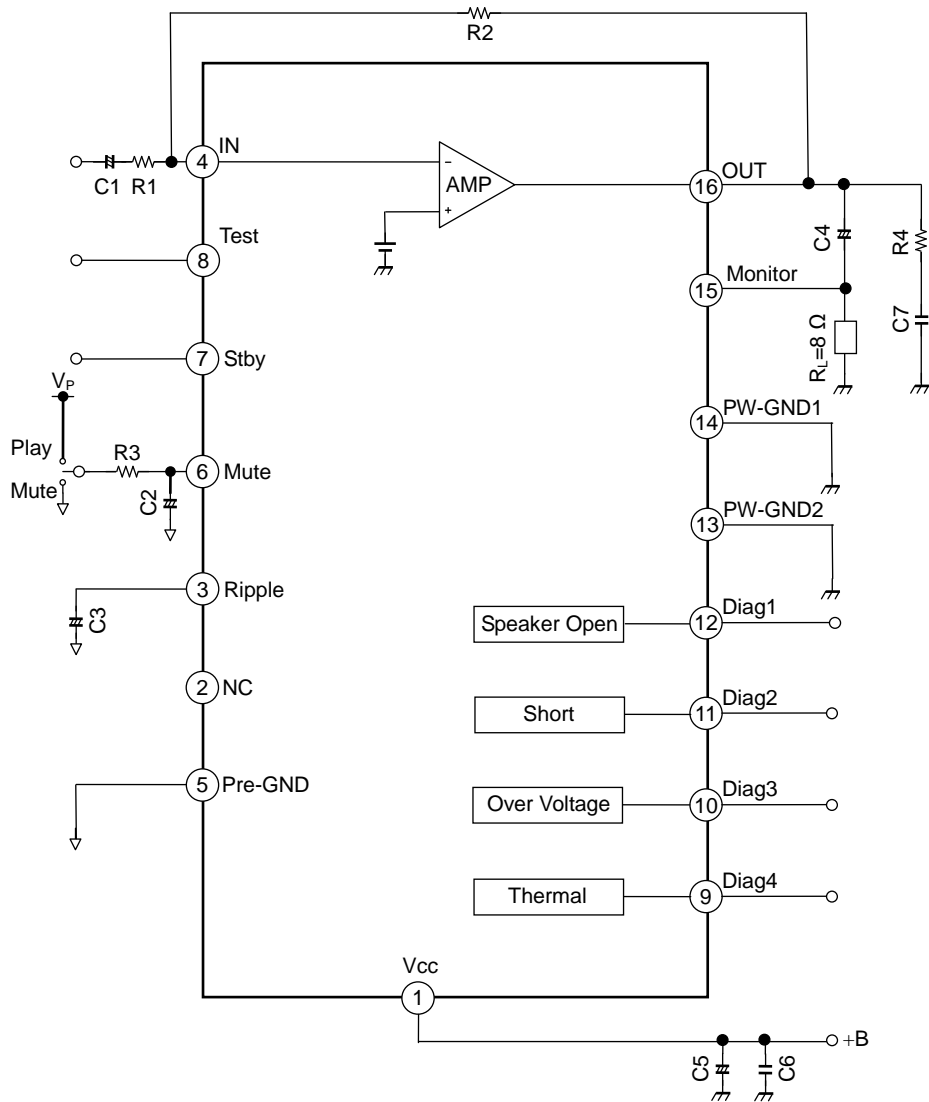 R2
IN
4
C1
R1
AMP
−
+
OUT
16
Test
8
C4
R4
Monitor
15
Stby
7
RL=8 Ω
C7
VP
Play
Mute
R3
C2
6
Mute
PW-GND1
14
PW-GND2
13
3
Ripple
C3
Speaker Open
12
Diag1
2
NC
Short
11
Diag2
5
Pre-GND
Over Voltage
10
Diag3
Thermal
9
Diag4
Vcc
1
+B
C5
C6